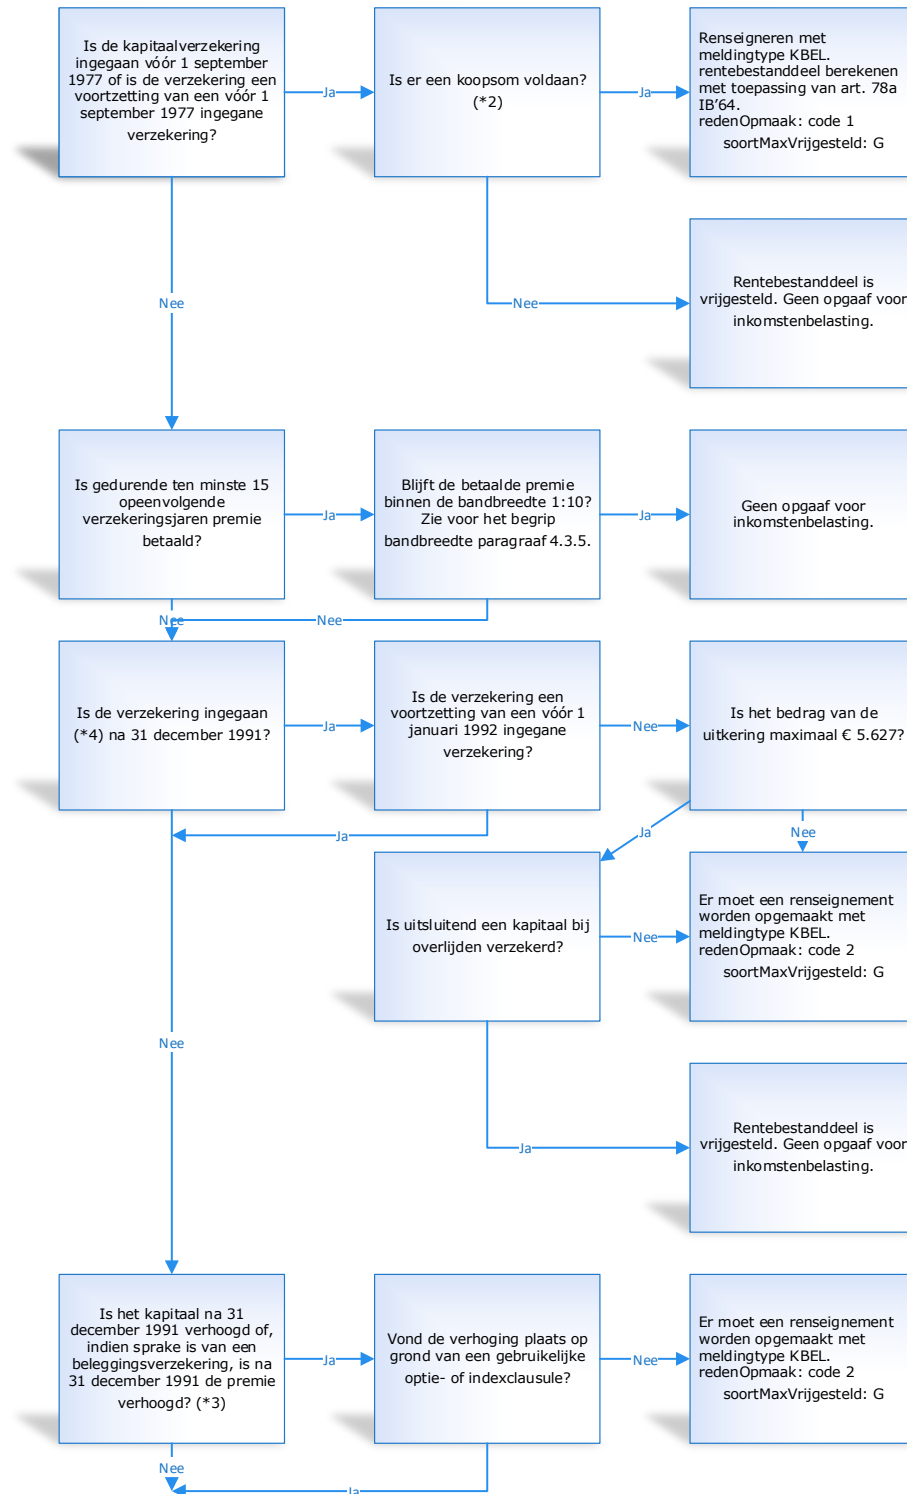 Is de kapitaalverzekering
ingegaan vóór 1 september
1977 of is de verzekering een
voortzetting van een vóór 1
september 1977 ingegane
verzekering?
Ja
Is er een koopsom voldaan?
(*2)
Ja
Renseigneren met
meldingtype KBEL.
rentebestanddeel berekenen
met toepassing van art. 78a
IB’64.
redenOpmaak: code 1
soortMaxVrijgesteld: G
Nee
Nee
Rentebestanddeel is
vrijgesteld. Geen opgaaf voor
inkomstenbelasting.
Is gedurende ten minste 15
opeenvolgende
verzekeringsjaren premie
betaald?
Ja
Blijft de betaalde premie
binnen de bandbreedte 1:10?
Zie voor het begrip
bandbreedte paragraaf 4.3.5.
Ja
Geen opgaaf voor
inkomstenbelasting.
Nee
Nee
Is de verzekering ingegaan
(*4) na 31 december 1991?
Ja
Is de verzekering een
voortzetting van een vóór 1
januari 1992 ingegane
verzekering?
Nee
Is het bedrag van de
uitkering maximaal € 5.627?
Ja
Ja
Nee
Is uitsluitend een kapitaal bij
overlijden verzekerd?
Nee
Er moet een renseignement
worden opgemaakt met
meldingtype KBEL.
redenOpmaak: code 2
soortMaxVrijgesteld: G
Nee
Ja
Rentebestanddeel is
vrijgesteld. Geen opgaaf voor
inkomstenbelasting.
Is het kapitaal na 31
december 1991 verhoogd of,
indien sprake is van een
beleggingsverzekering, is na
31 december 1991 de premie
verhoogd? (*3)
Ja
Vond de verhoging plaats op
grond van een gebruikelijke
optie- of indexclausule?
Nee
Er moet een renseignement
worden opgemaakt met
meldingtype KBEL.
redenOpmaak: code 2
soortMaxVrijgesteld: G
Nee
Ja